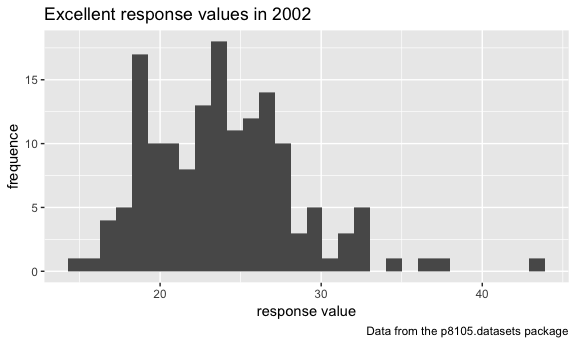 Excellent response values in 2002
15
10
5
0
frequence
20 30 40
response value
Data from the p8105.datasets package